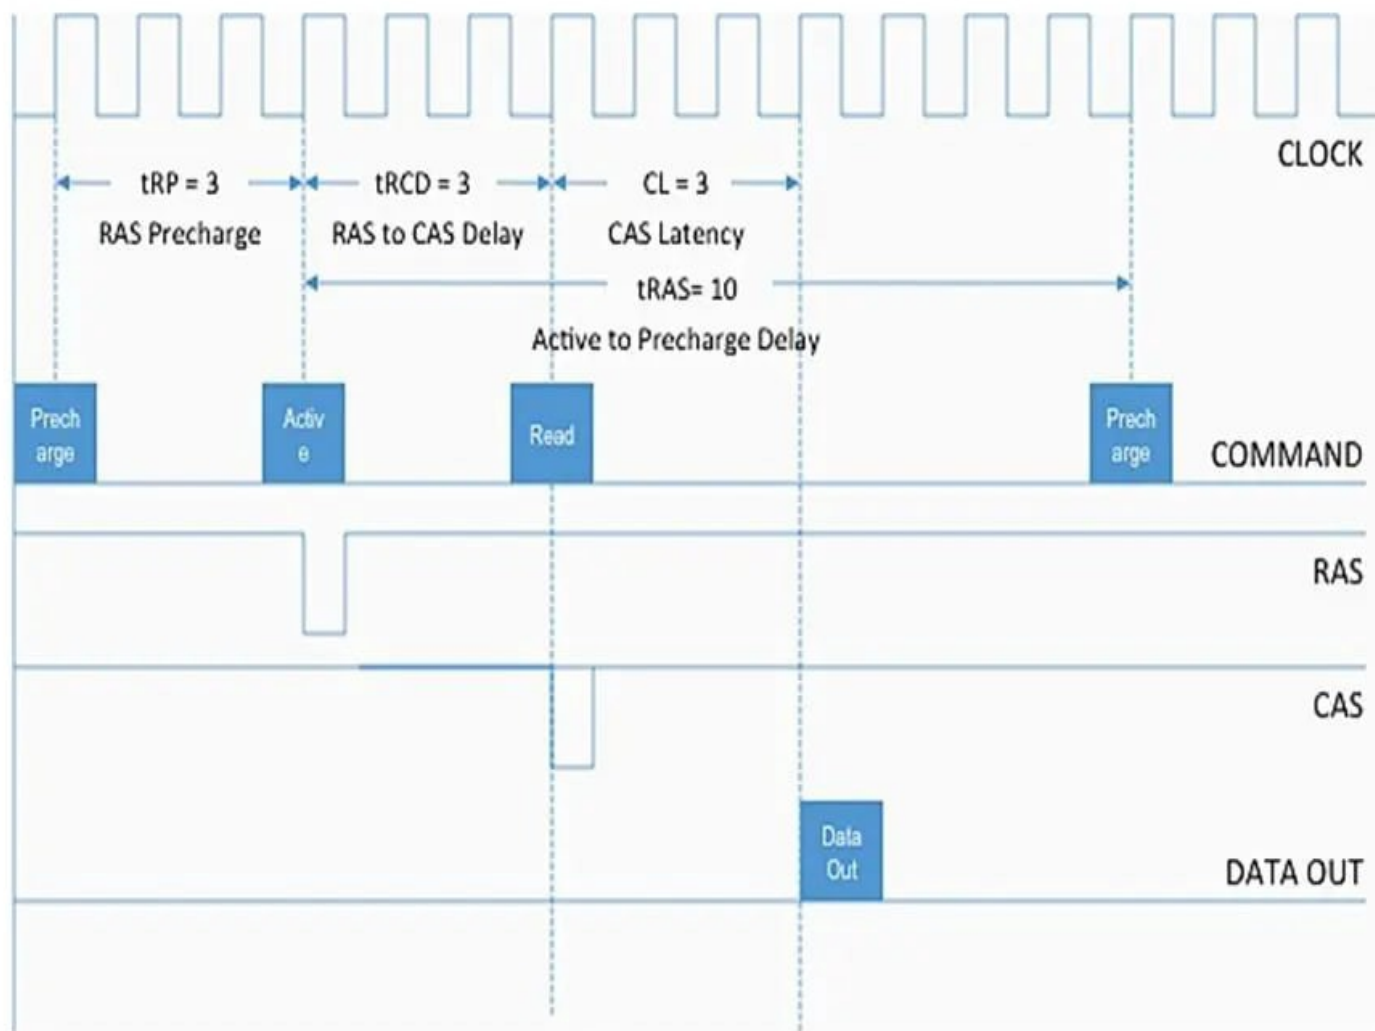 CLOCK
tRP = 3
tRCD = 3
CL = 3
RAS Precharge
RAS to CAS Delay
CAS Latency
tRAS= 10
Active to Precharge Delay
Prech
arge
Activ
e
Read
Prech
arge
COMMAND
RAS
CAS
Data
Out
DATA OUT